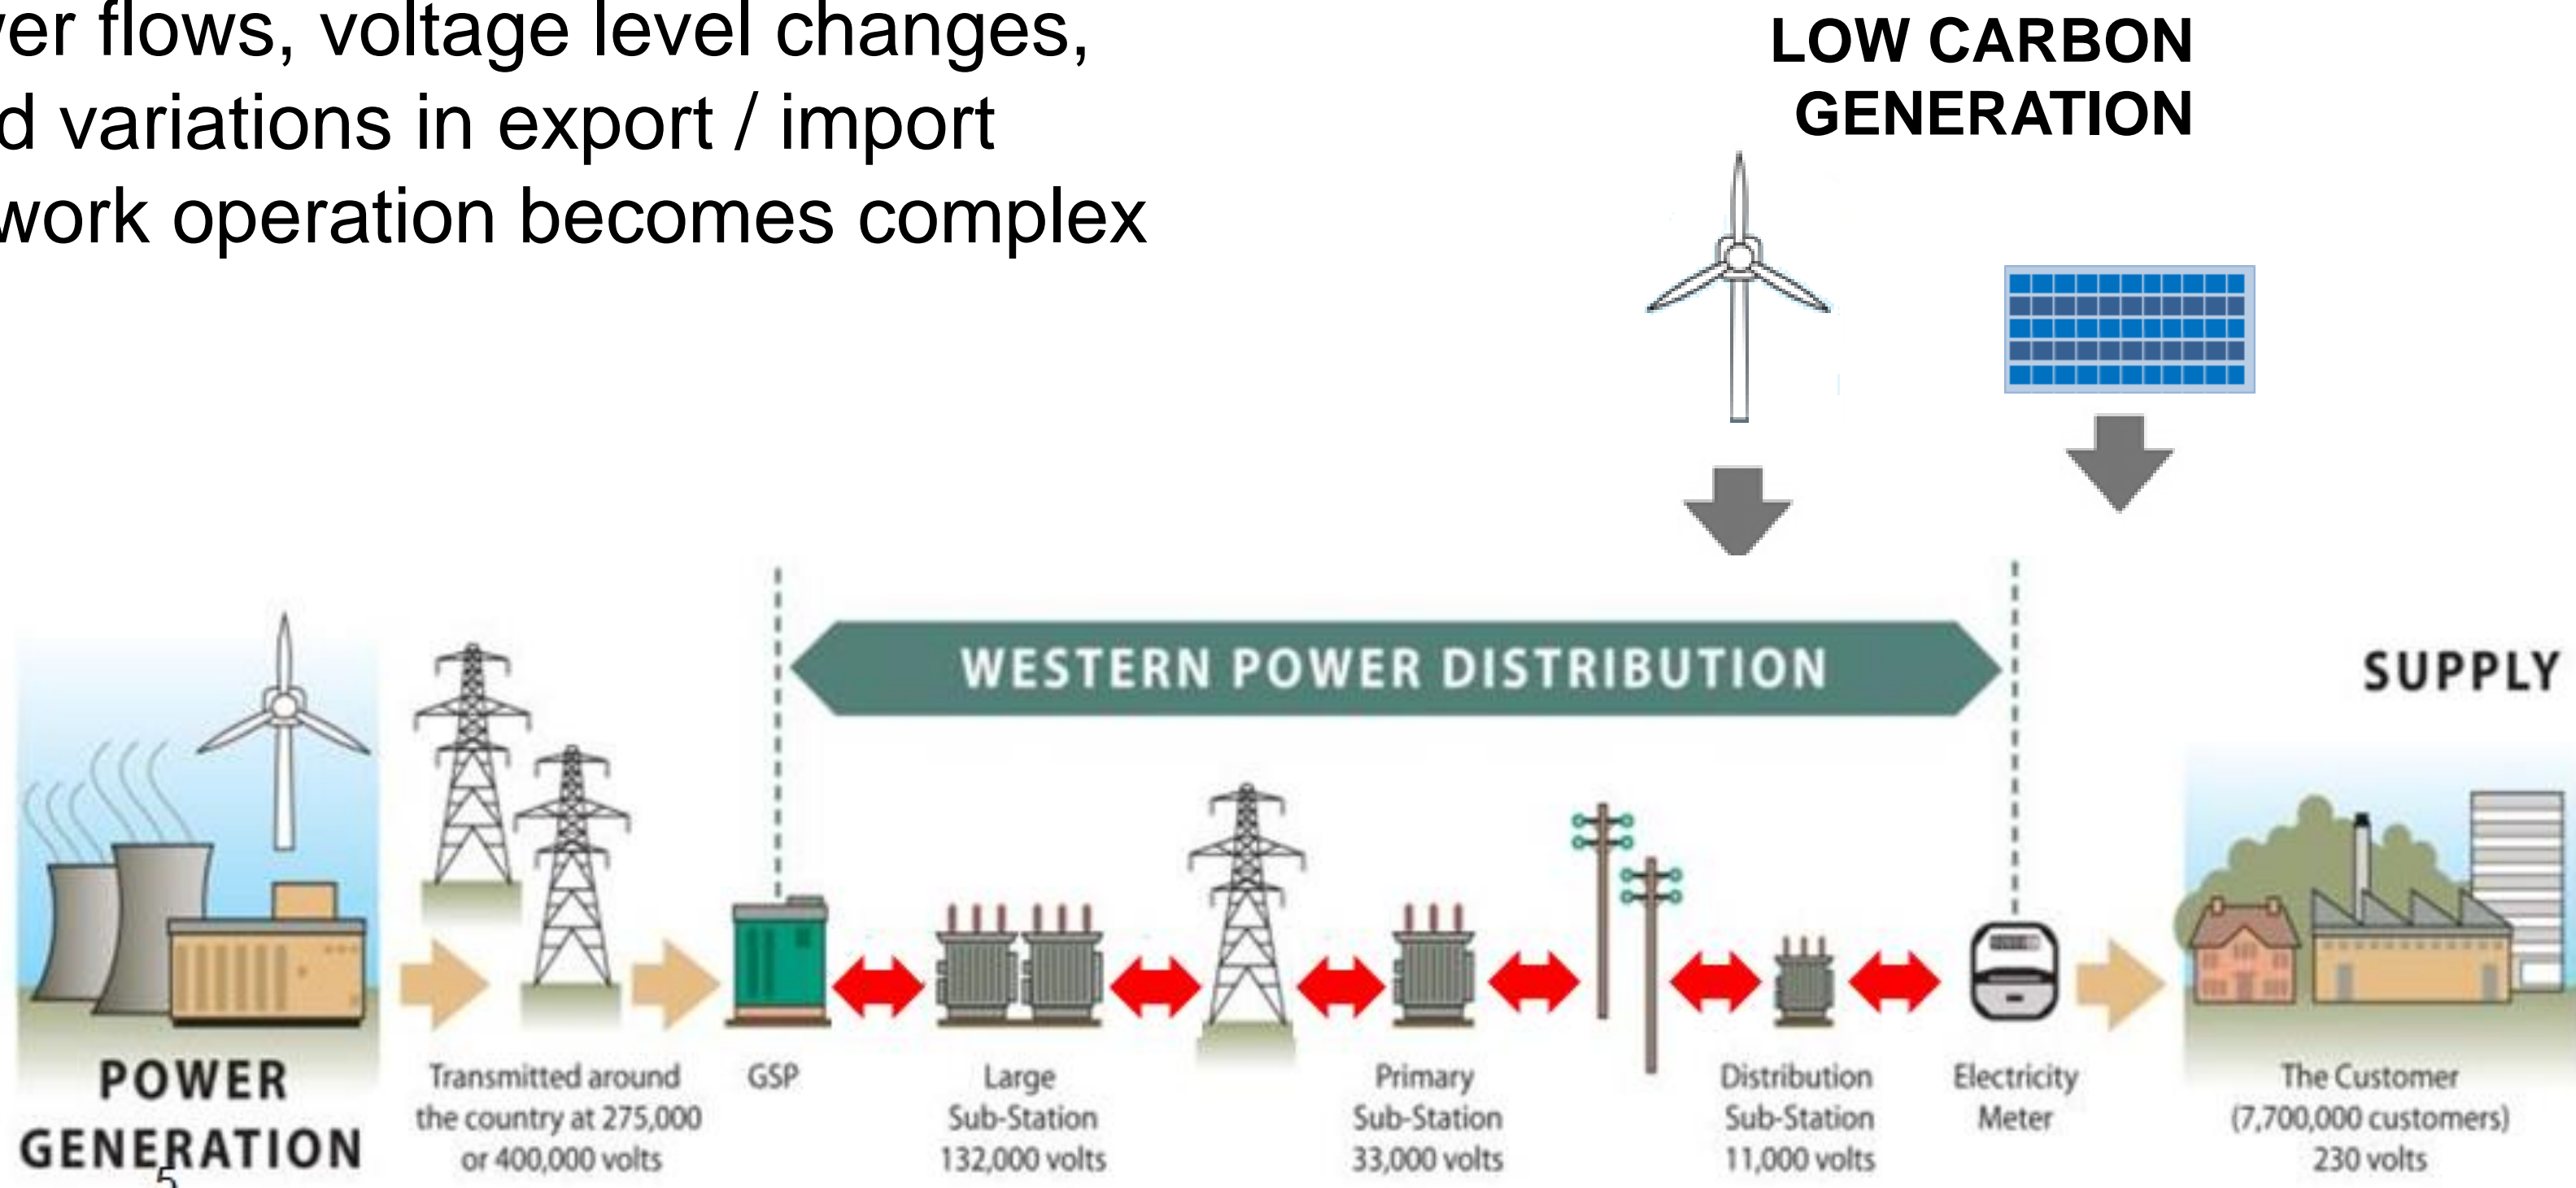 er flows, voltage level changes,
d variations in export / import
work operation becomes complex
LOW CARBON
GENERATION
WESTERN POWER DISTRIBUTION
SUPPLY
POWER
GENERATION
Transmitted around
the country at 275,000
or 400,000 volts
GSP
Large
Sub-Station
132,000 volts
Primary
Sub-Station
33,000 volts
Distribution
Sub-Station
11,000 volts
Electricity
Meter
The Customer
(7,700,000 customers)
230 volts
5